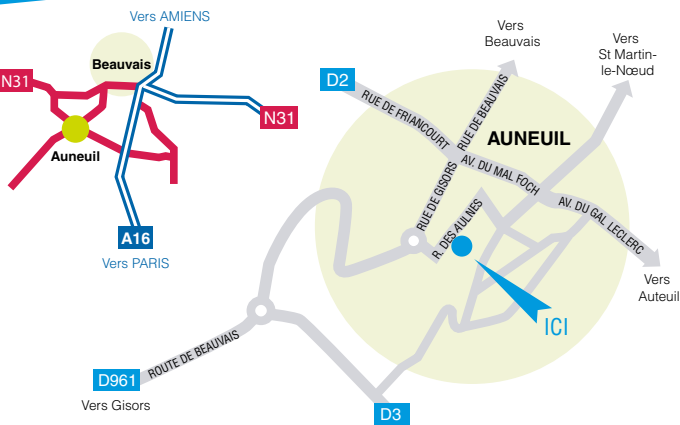 Vers AMIENS
Beauvais
N31
N31
Auneuil
A16
Vers PARIS
Vers
Beauvais
Vers
St Martin-
le-Nœud
D2
RUE DE FRIANCOURT
RUE DE BEAUVAIS
AUNEUIL
AV. DU MAL FOCH
RUE DE GISORS
R. DES AULNES
AV. DU GAL LECLERC
Vers
Auteuil
ICI
ROUTE DE BEAUVAIS
D961
Vers Gisors
D3